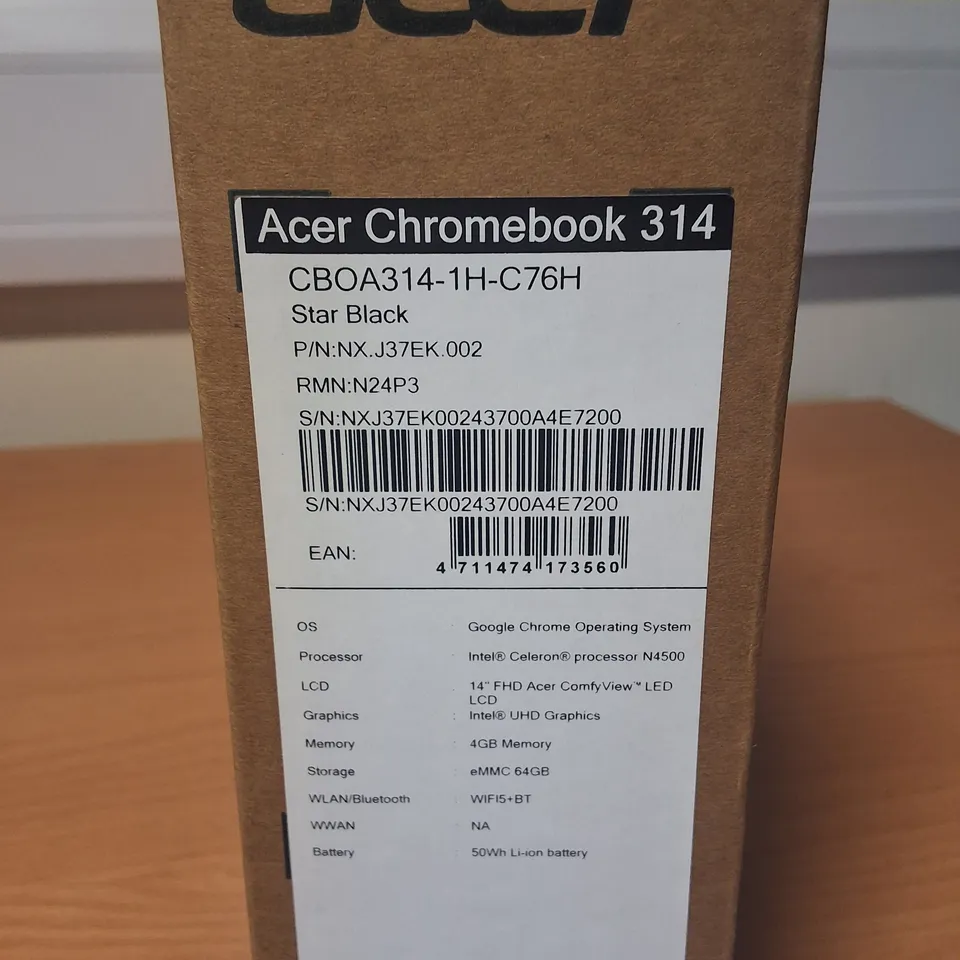 acer
Acer Chromebook 314
CBOA314-1H-C76H
Star Black
P/N:NX.J37EK.002
RMN:N24P3
S/N:NXJ37EK00243700A4E7200
S/N:NXJ37EK00243700A4E7200
EAN:
4 711474 173560
OS : Google Chrome Operating System
Processor : Intel® Celeron® processor N4500
LCD : 14" FHD Acer ComfyView™ LED
LCD
Graphics : Intel® UHD Graphics
Memory : 4GB Memory
Storage : eMMC 64GB
WLAN/Bluetooth : WIFI5+BT
WWAN : NA
Battery : 50Wh Li-ion battery